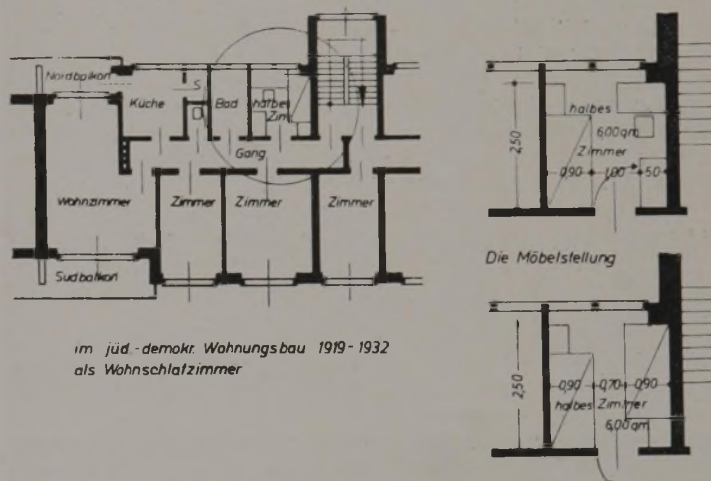 Nordbalkon
Küche
S
Bad
halbes
Zim.
Gang
Wohnzimmer
Zimmer
Zimmer
Zimmer
Südbalkon
im jüd.-demokr. Wohnungsbau 1919-1932
als Wohnschlafzimmer
2,50
halbes
6,00qm
Zimmer
0,90 1,00 50
Die Möbelstellung
2,50
0,90 0,70 0,90
halbes Zimmer
6,00qm